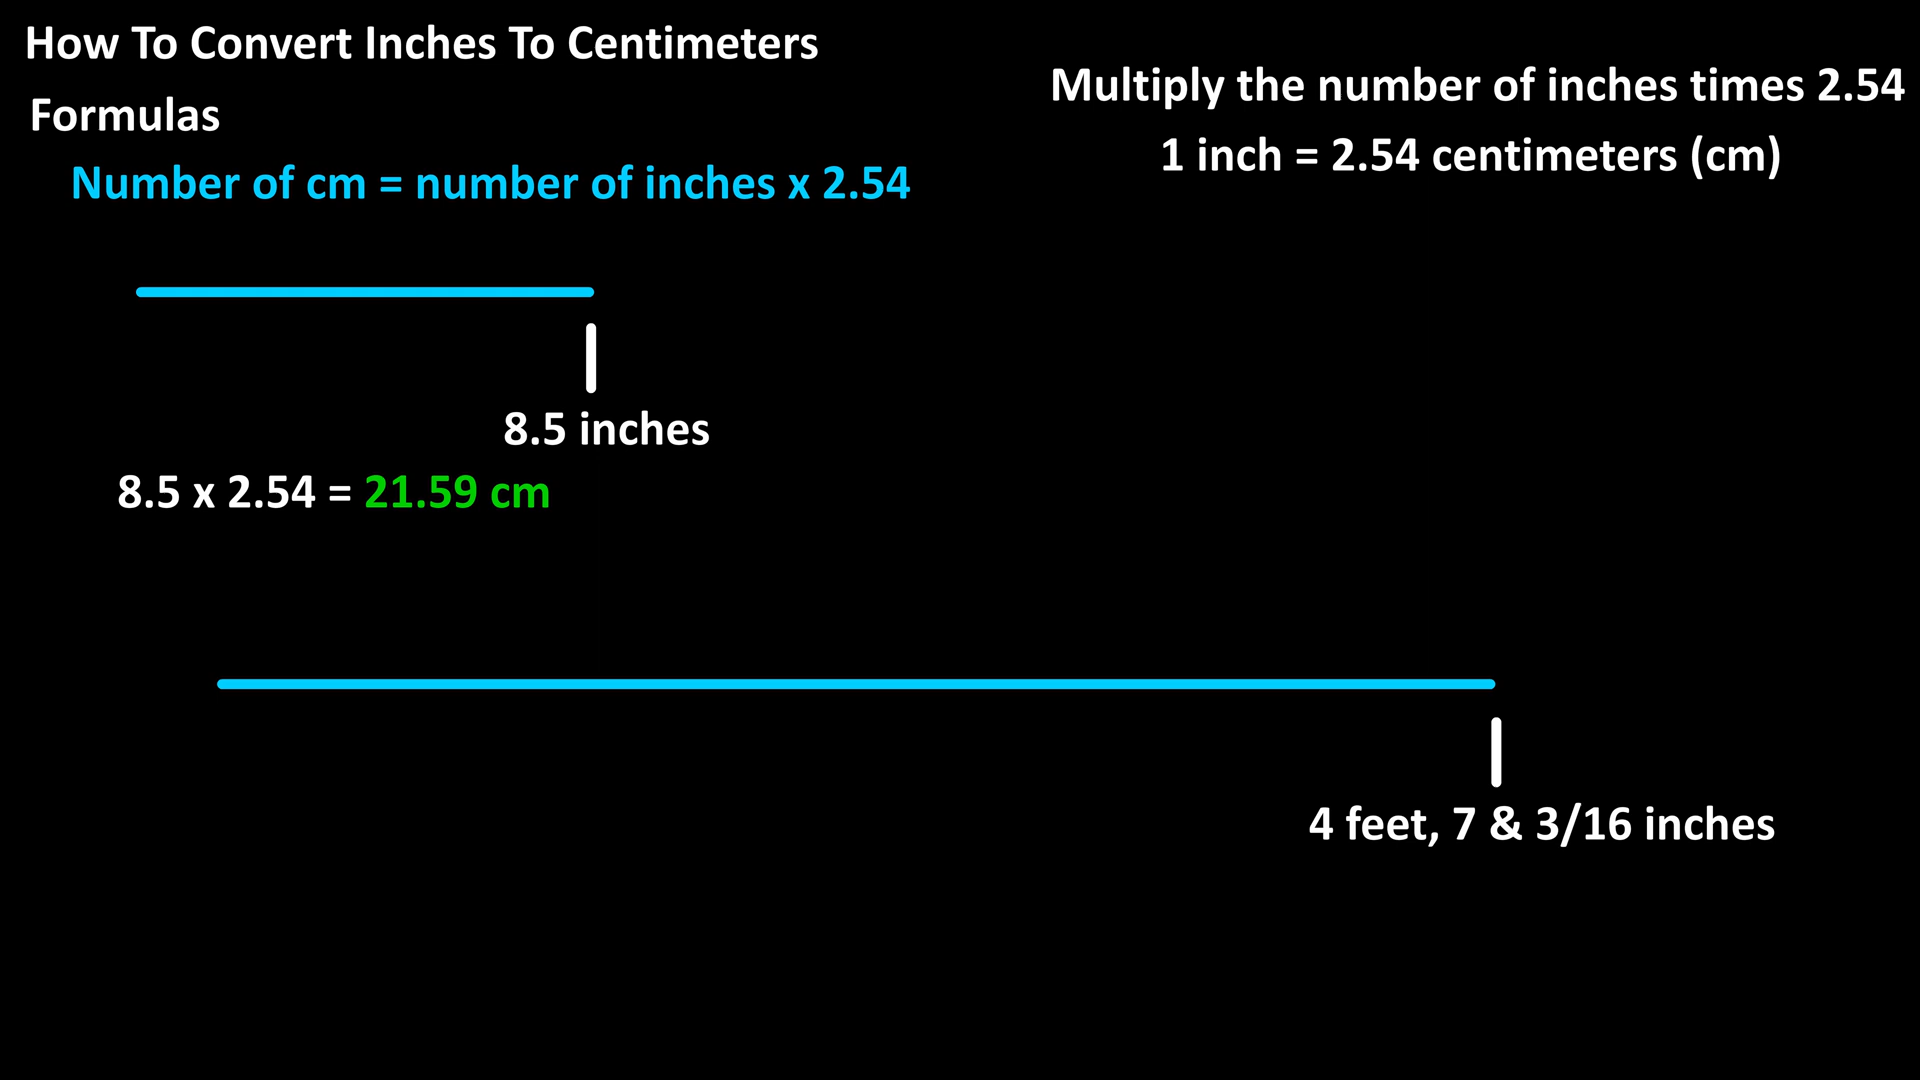 How To Convert Inches To Centimeters
Formulas
Number of cm = number of inches x 2.54
Multiply the number of inches times 2.54
1 inch = 2.54 centimeters (cm)
8.5 inches
8.5 x 2.54 = 21.59 cm
4 feet, 7 & 3/16 inches